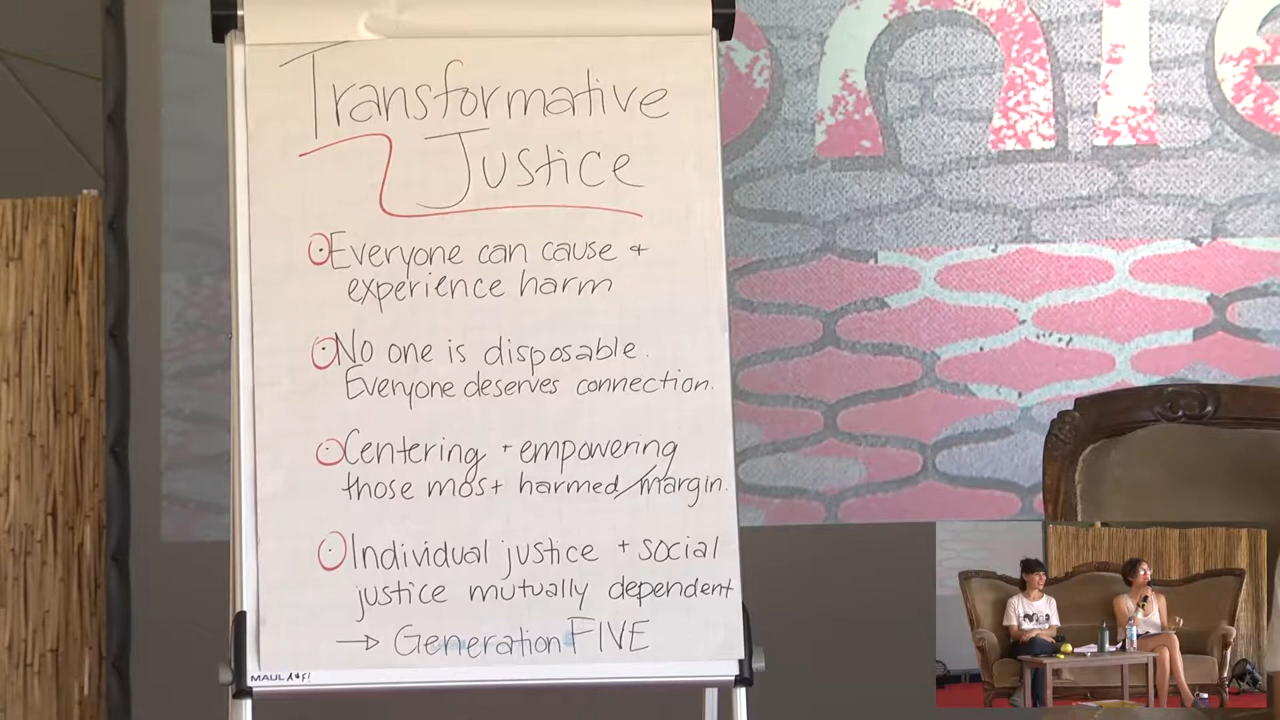 Transformative
Justice
Everyone can cause +
experience harm
No one is disposable.
Everyone deserves connection.
Centering + empowering
those most harmed/margin.
Individual justice + social
justice mutually dependent
→ Generation FIVE
MAUL